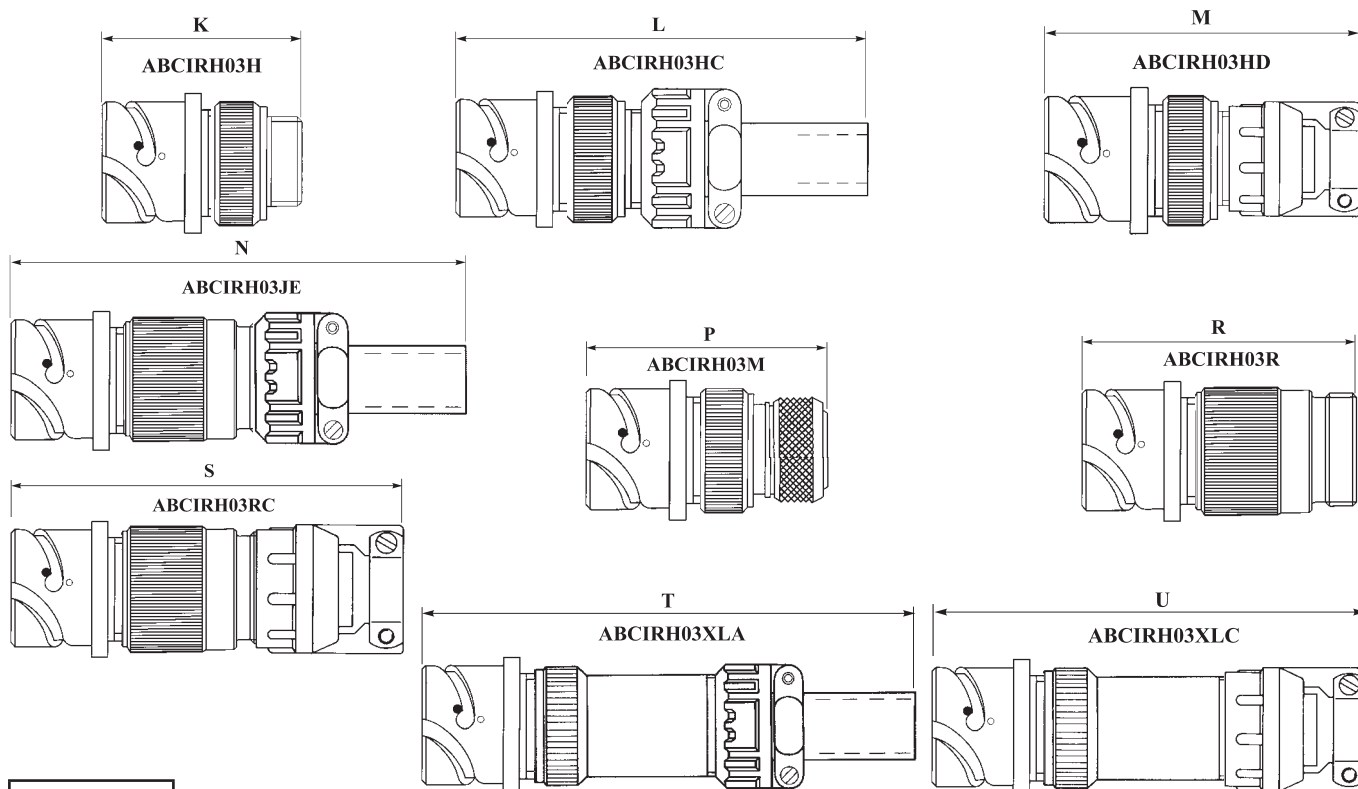 K
ABCIRH03H
L
ABCIRH03HC
M
ABCIRH03HD
N
ABCIRH03JE
P
ABCIRH03M
R
ABCIRH03R
S
ABCIRH03RC
T
ABCIRH03XLA
U
ABCIRH03XLC